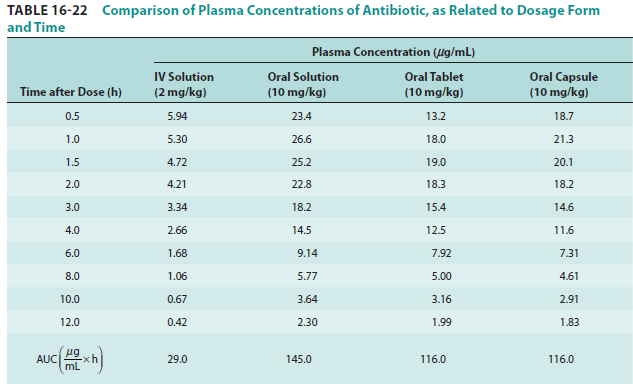 TABLE 16-22 Comparison of Plasma Concentrations of Antibiotic, as Related to Dosage Form
and Time
Plasma Concentration (μg/mL)
Time after Dose (h) IV Solution (2 mg/kg) Oral Solution (10 mg/kg) Oral Tablet (10 mg/kg) Oral Capsule (10 mg/kg)
0.5 5.94 23.4 13.2 18.7
1.0 5.30 26.6 18.0 21.3
1.5 4.72 25.2 19.0 20.1
2.0 4.21 22.8 18.3 18.2
3.0 3.34 18.2 15.4 14.6
4.0 2.66 14.5 12.5 11.6
6.0 1.68 9.14 7.92 7.31
8.0 1.06 5.77 5.00 4.61
10.0 0.67 3.64 3.16 2.91
12.0 0.42 2.30 1.99 1.83
AUC (μg/mL × h) 29.0 145.0 116.0 116.0